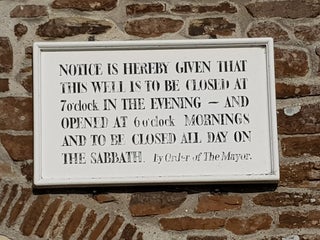 NOTICE IS HEREBY GIVEN THAT
THIS WELL IS TO BE CLOSED AT
7o'clock IN THE EVENING — AND
OPENED AT 6o'clock MORNINGS
AND TO BE CLOSED ALL DAY ON
THE SABBATH. by Order of The Mayor.